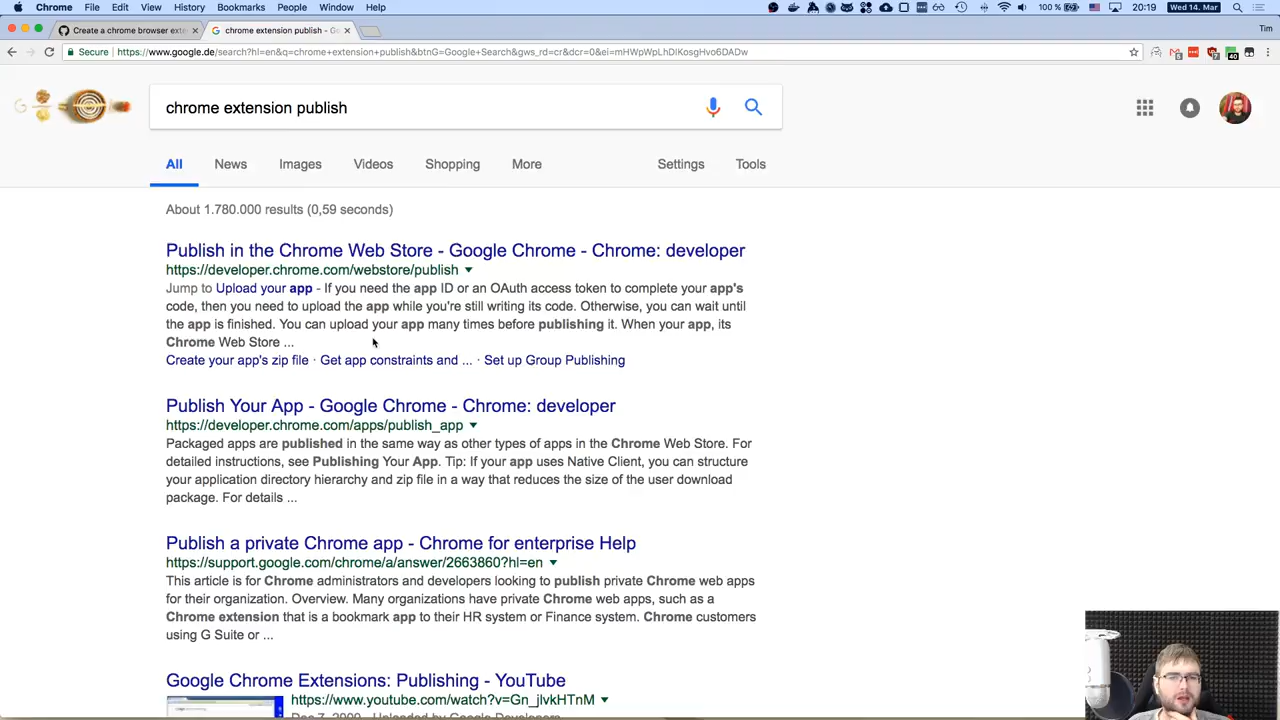 Chrome File Edit View History Bookmarks People Window Help 100 % 20:19 Wed 14. Mar
Create a chrome browser exte × chrome extension publish - Go × Tim
Secure https://www.google.de/search?hl=en&q=chrome+extension+publish&btnG=Google+Search&gws_rd=cr&dcr=0&ei=mHWpWpLhDIKosgHvo6DADw
chrome extension publish
All News Images Videos Shopping More Settings Tools
About 1.780.000 results (0,59 seconds)
Publish in the Chrome Web Store - Google Chrome - Chrome: developer
https://developer.chrome.com/webstore/publish
Jump to Upload your app - If you need the app ID or an OAuth access token to complete your app's
code, then you need to upload the app while you're still writing its code. Otherwise, you can wait until
the app is finished. You can upload your app many times before publishing it. When your app, its
Chrome Web Store ...
Create your app's zip file · Get app constraints and ... · Set up Group Publishing
Publish Your App - Google Chrome - Chrome: developer
https://developer.chrome.com/apps/publish_app
Packaged apps are published in the same way as other types of apps in the Chrome Web Store. For
detailed instructions, see Publishing Your App. Tip: If your app uses Native Client, you can structure
your application directory hierarchy and zip file in a way that reduces the size of the user download
package. For details ...
Publish a private Chrome app - Chrome for enterprise Help
https://support.google.com/chrome/a/answer/2663860?hl=en
This article is for Chrome administrators and developers looking to publish private Chrome web apps
for their organization. Overview. Many organizations have private Chrome web apps, such as a
Chrome extension that is a bookmark app to their HR system or Finance system. Chrome customers
using G Suite or ...
Google Chrome Extensions: Publishing - YouTube
https://www.youtube.com/watch?v=Gn_jlvkHTnM
Dec 7, 2009 - Uploaded by Google Developers